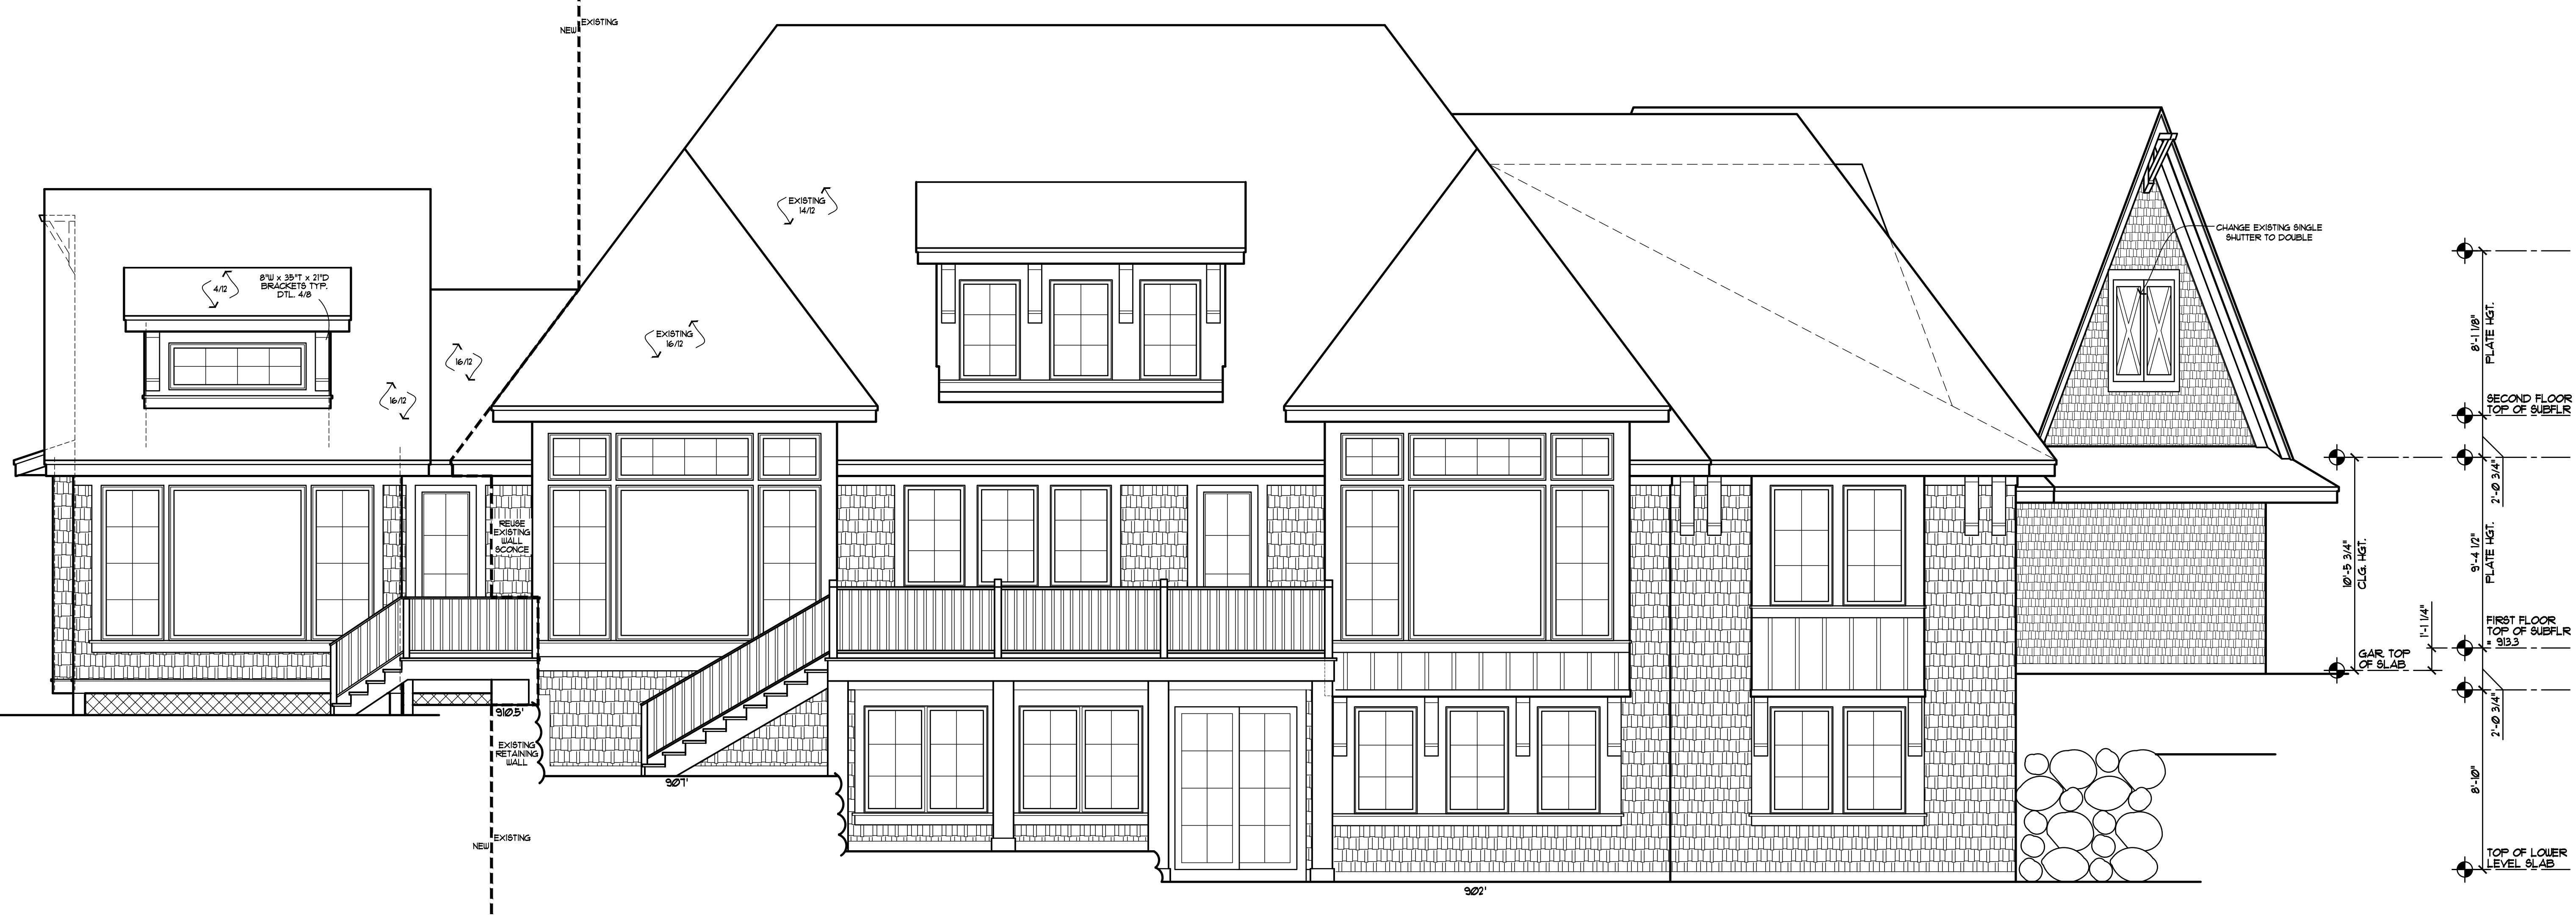 EXISTING
NEW
EXISTING
14/12
CHANGE EXISTING SINGLE
SHUTTER TO DOUBLE
4/12
8"W x 35"T x 21"D
BRACKETS TYP.
DTL. 4/8
EXISTING
16/12
16/12
16/12
8'-1 1/8"
PLATE HGT.
SECOND FLOOR
TOP OF SUBFLR
2'-0 3/4"
REUSE
EXISTING
WALL
SCONCE
10'-5 3/4"
CLG. HGT.
9'-4 1/2"
PLATE HGT.
1'-1 1/4"
FIRST FLOOR
TOP OF SUBFLR
= 913.3
GAR. TOP
OF SLAB
910.5'
2'-0 3/4"
EXISTING
RETAINING
WALL
907'
8'-10"
EXISTING
NEW
TOP OF LOWER
LEVEL SLAB
902'